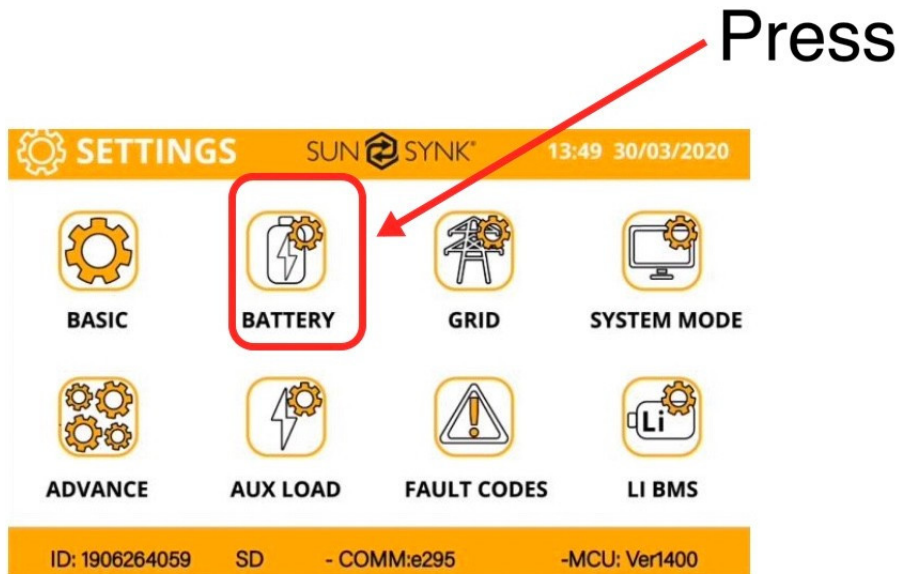 Press
SETTINGS SUN SYNK® 13:49 30/03/2020
BASIC BATTERY GRID SYSTEM MODE
Li
ADVANCE AUX LOAD FAULT CODES LI BMS
ID: 1906264059 SD - COMM:e295 -MCU: Ver1400